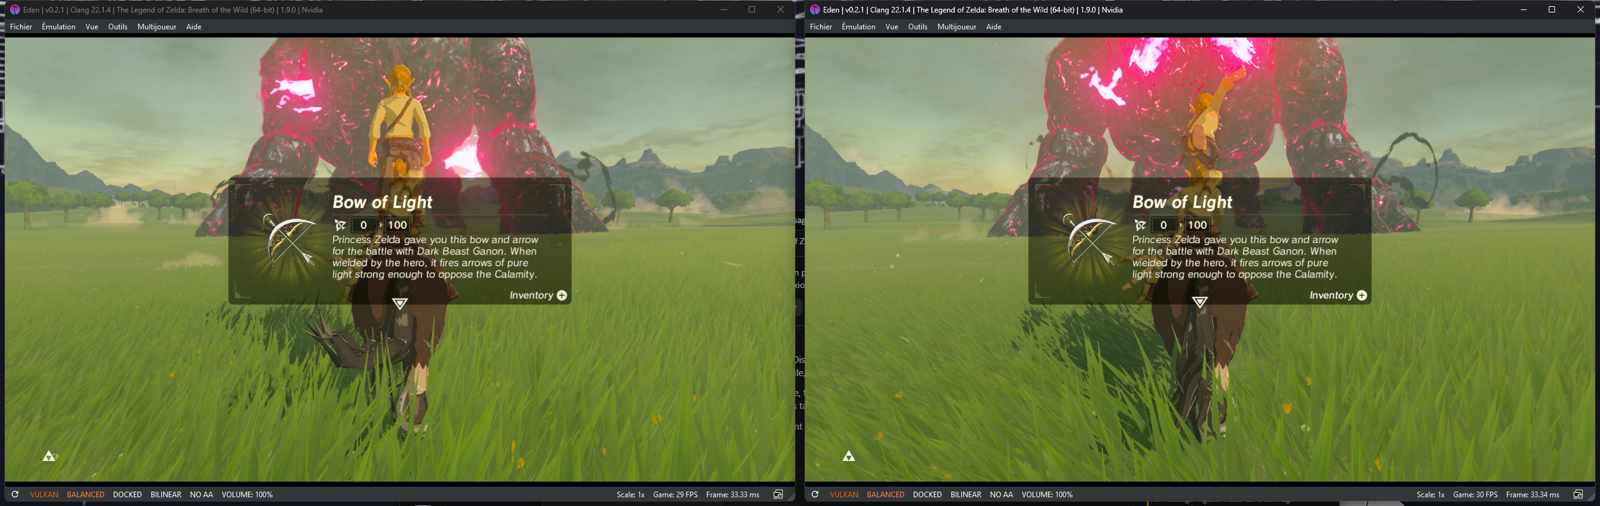 Eden | v0.2.1 | Clang 22.1.4 | The Legend of Zelda: Breath of the Wild (64-bit) | 1.9.0 | Nvidia
Fichier Émulation Vue Outils Multijoueur Aide
Bow of Light
0 100
Princess Zelda gave you this bow and arrow
for the battle with Dark Beast Ganon. When
wielded by the hero, it fires arrows of pure
light strong enough to oppose the Calamity.
Inventory
VULKAN BALANCED DOCKED BILINEAR NO AA VOLUME: 100% Scale: 1x Game: 29 FPS Frame: 33.33 ms
Eden | v0.2.1 | Clang 22.1.4 | The Legend of Zelda: Breath of the Wild (64-bit) | 1.9.0 | Nvidia
Fichier Émulation Vue Outils Multijoueur Aide
Bow of Light
0 100
Princess Zelda gave you this bow and arrow
for the battle with Dark Beast Ganon. When
wielded by the hero, it fires arrows of pure
light strong enough to oppose the Calamity.
Inventory
VULKAN BALANCED DOCKED BILINEAR NO AA VOLUME: 100% Scale: 1x Game: 30 FPS Frame: 33.34 ms